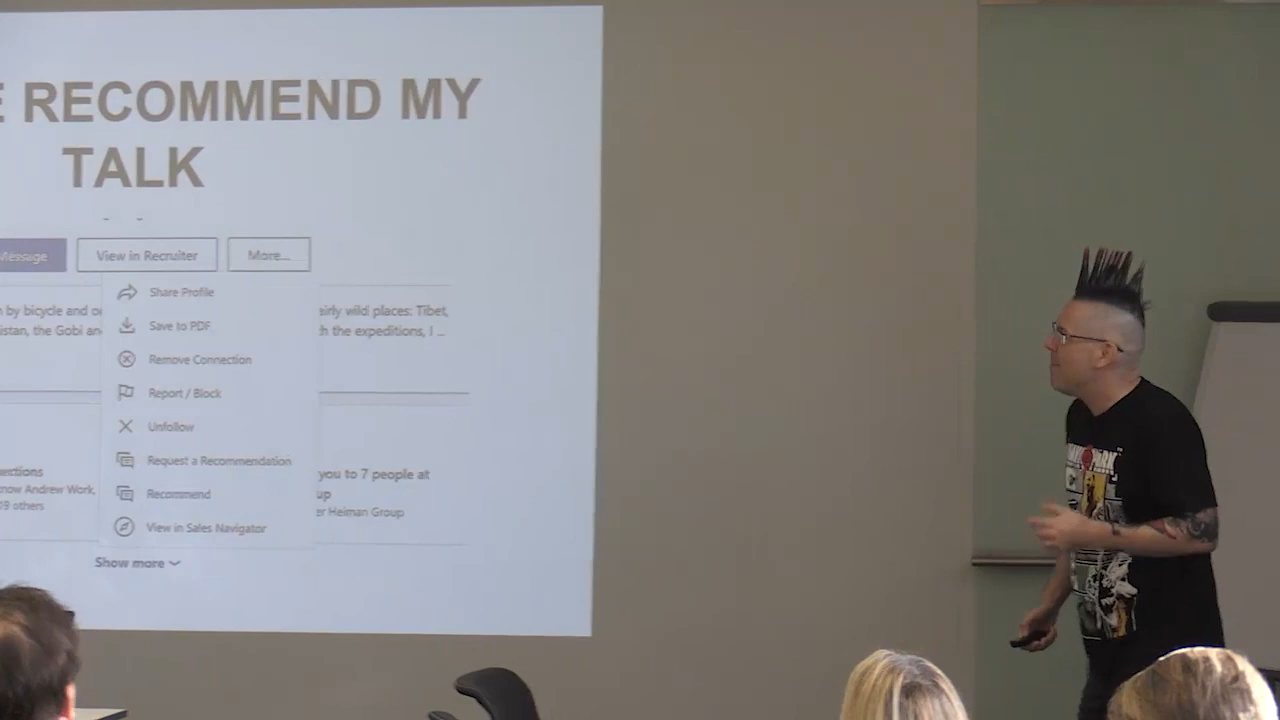 E RECOMMEND MY
TALK
Message
View in Recruiter
More...
Share Profile
n by bicycle and
airly wild places: Tibet,
Save to PDF
istan, the Gobi an
h the expeditions, I ...
Remove Connection
Report / Block
Unfollow
Request a Recommendation
ections
you to 7 people at
now Andrew Work,
Recommend
up
19 others
er Heiman Group
View in Sales Navigator
Show more